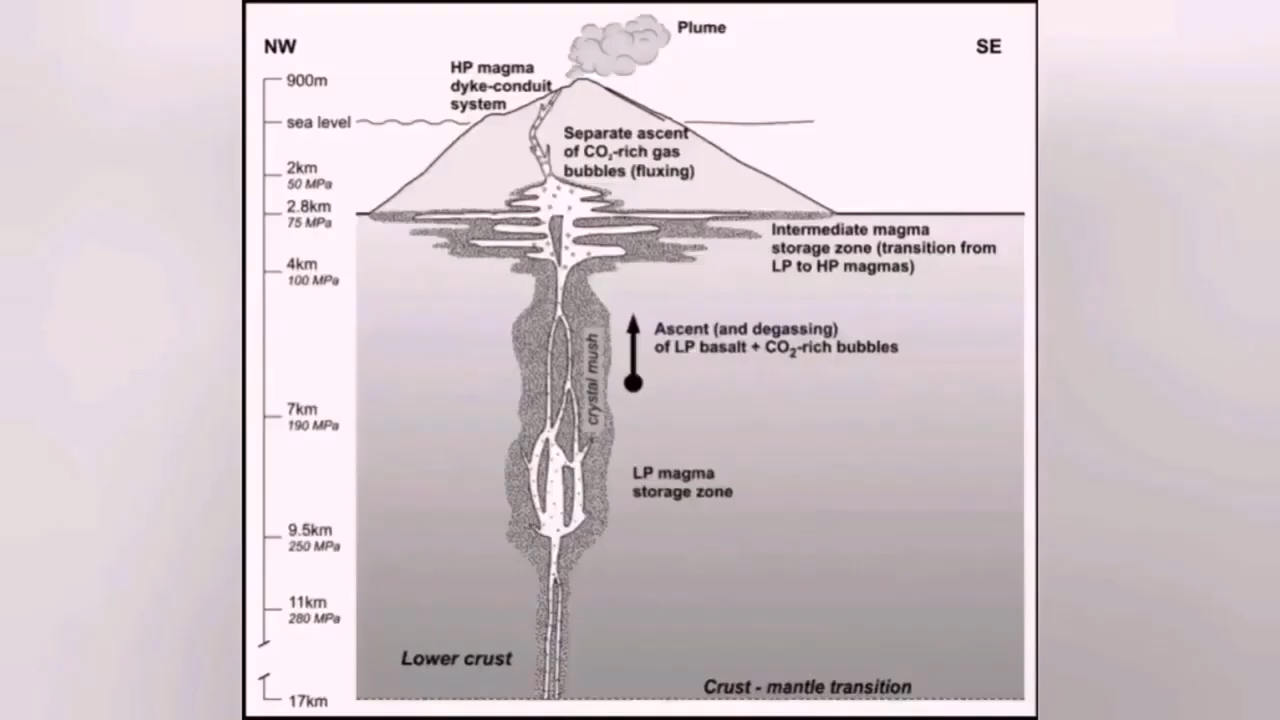 Plume
NW
SE
HP magma
dyke-conduit
system
900m
sea level
Separate ascent
of CO₂-rich gas
bubbles (fluxing)
2km
50 MPa
2.8km
75 MPa
Intermediate magma
storage zone (transition from
LP to HP magmas)
4km
100 MPa
Ascent (and degassing)
of LP basalt + CO₂-rich bubbles
crystal mush
7km
190 MPa
LP magma
storage zone
9.5km
250 MPa
11km
280 MPa
Lower crust
Crust - mantle transition
17km